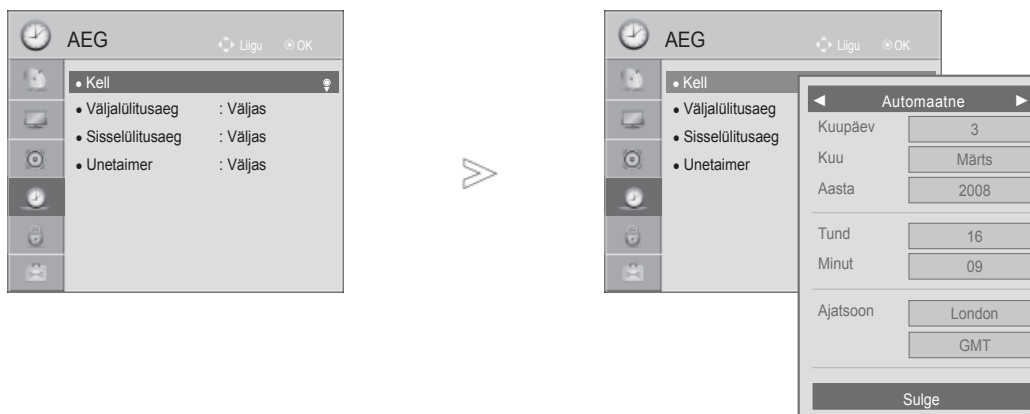 AEG Liigu OK
• Kell
• Väljalülitusaeg : Väljas
• Sisselülitusaeg : Väljas
• Unetaimer : Väljas
AEG Liigu OK
• Kell
• Väljalülitusaeg
• Sisselülitusaeg
• Unetaimer
◄ Automaatne ►
Kuupäev 3
Kuu Märts
Aasta 2008
Tund 16
Minut 09
Ajatsoon London
GMT
Sulge